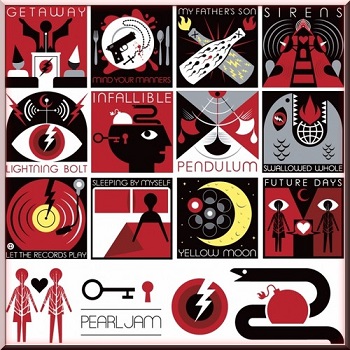 GETAWAY
MIND YOUR MANNERS
MY FATHER'S SON
SIRENS
LIGHTNING BOLT
INFALLIBLE
PENDULUM
SWALLOWED WHOLE
LET THE RECORDS PLAY
SLEEPING BY MYSELF
YELLOW MOON
FUTURE DAYS
PEARL JAM